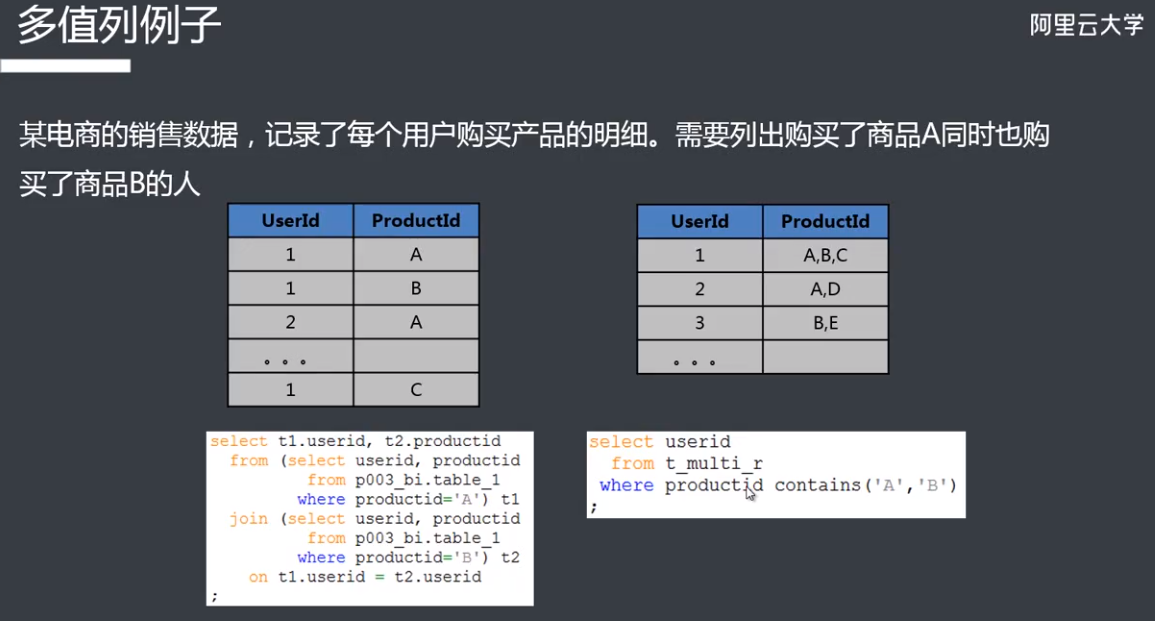 多值列例子
阿里云大学
某电商的销售数据，记录了每个用户购买产品的明细。需要列出购买了商品A同时也购
买了商品B的人
UserId ProductId
1 A
1 B
2 A
。。。
1 C
UserId ProductId
1 A,B,C
2 A,D
3 B,E
。。。
select t1.userid, t2.productid
from (select userid, productid
from p003_bi.table_1
where productid='A') t1
join (select userid, productid
from p003_bi.table_1
where productid='B') t2
on t1.userid = t2.userid
;
select userid
from t_multi_r
where productid contains('A','B')
;